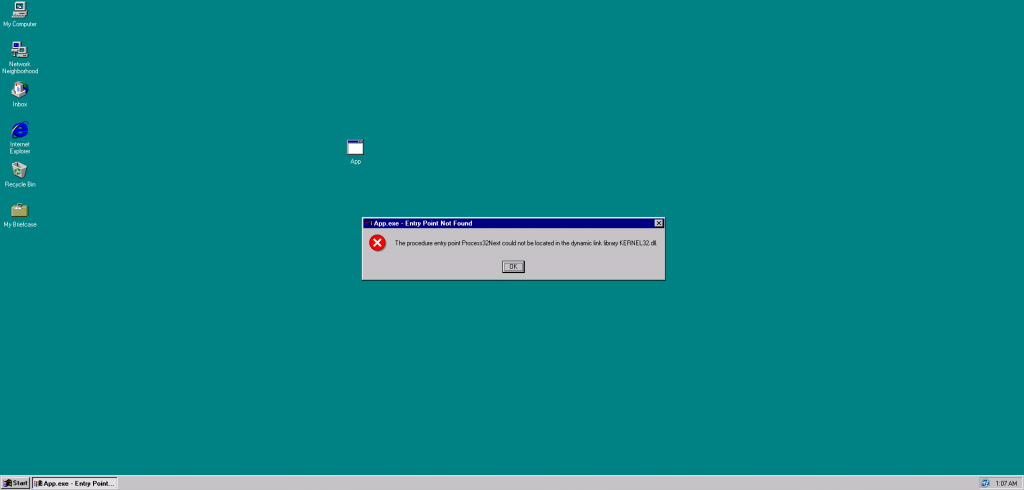 My Computer
Network
Neighborhood
Inbox
Internet
Explorer
Recycle Bin
My Briefcase
App
App.exe - Entry Point Not Found
The procedure entry point Process32Next could not be located in the dynamic link library KERNEL32.dll.
OK
Start
App.exe - Entry Point...
1:07 AM